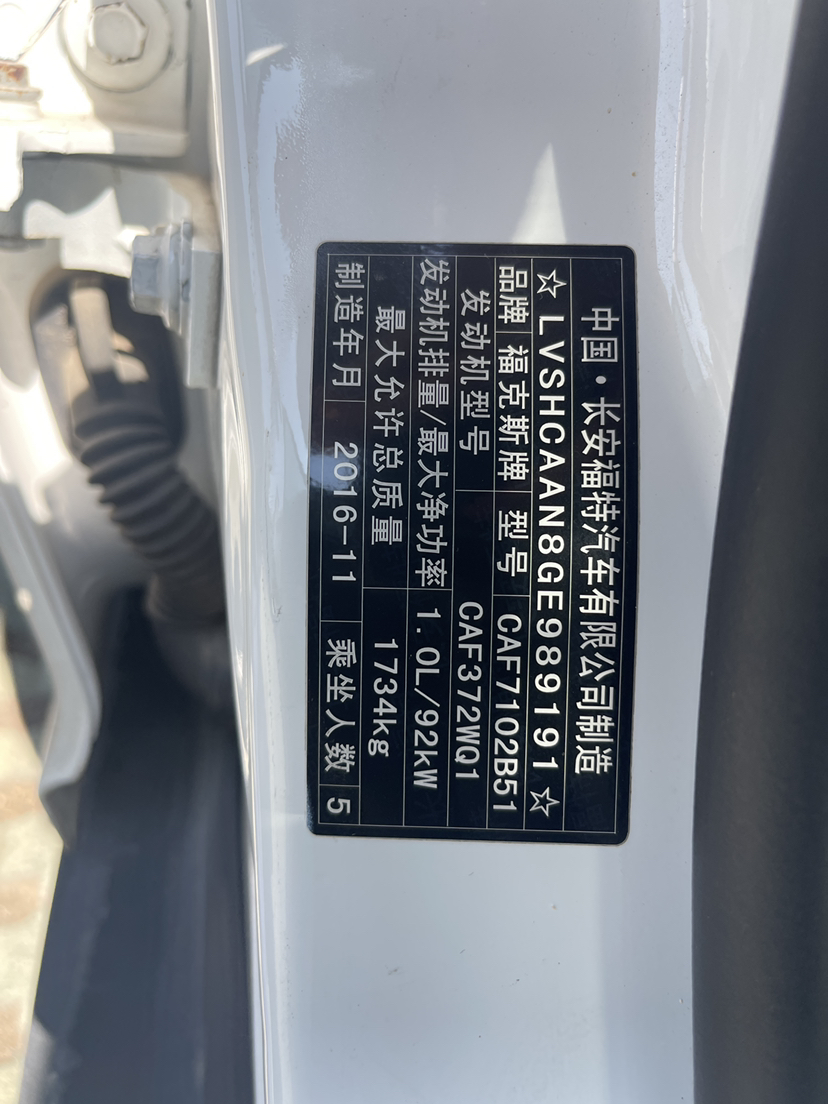 中国·长安福特汽车有限公司制造
☆LVSHCAAN8GE989191☆
品牌 福克斯牌 型号 CAF7102B51
发动机型号 CAF372WQ1
发动机排量/最大净功率 1.0L/92kW
最大允许总质量 1734kg
制造年月 2016-11 乘坐人数 5